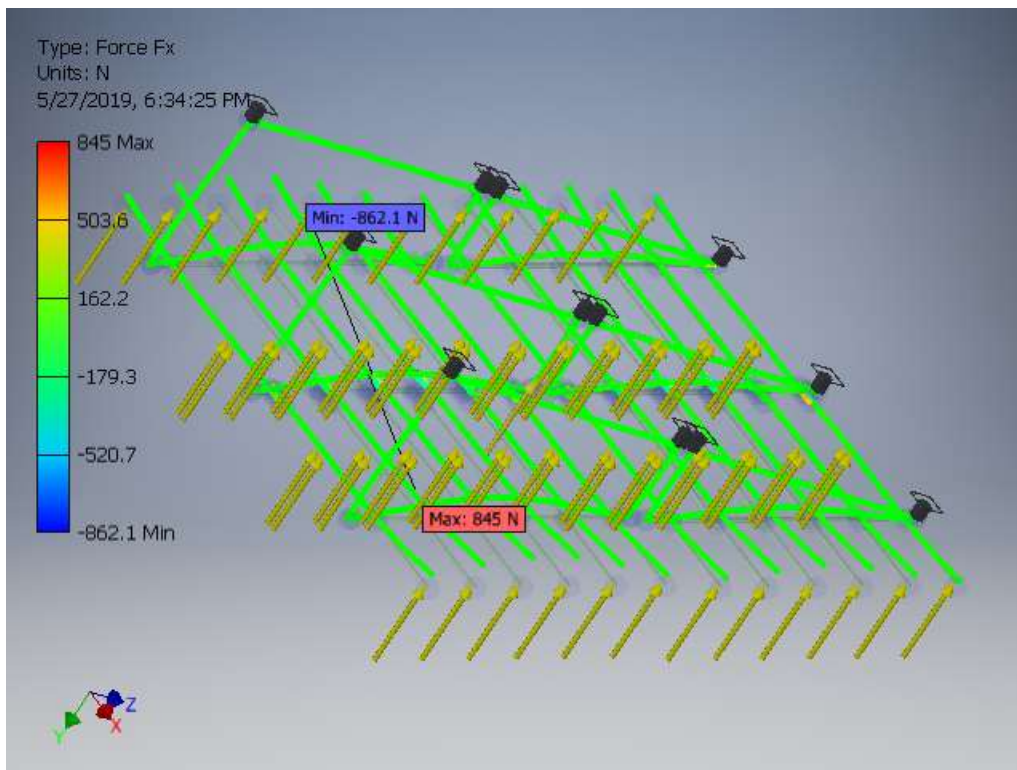 Type: Force Fx
Units: N
5/27/2019, 6:34:25 PM
845 Max
503.6
162.2
-179.3
-520.7
-862.1 Min
Min: -862.1 N
Max: 845 N
Z
X
Y